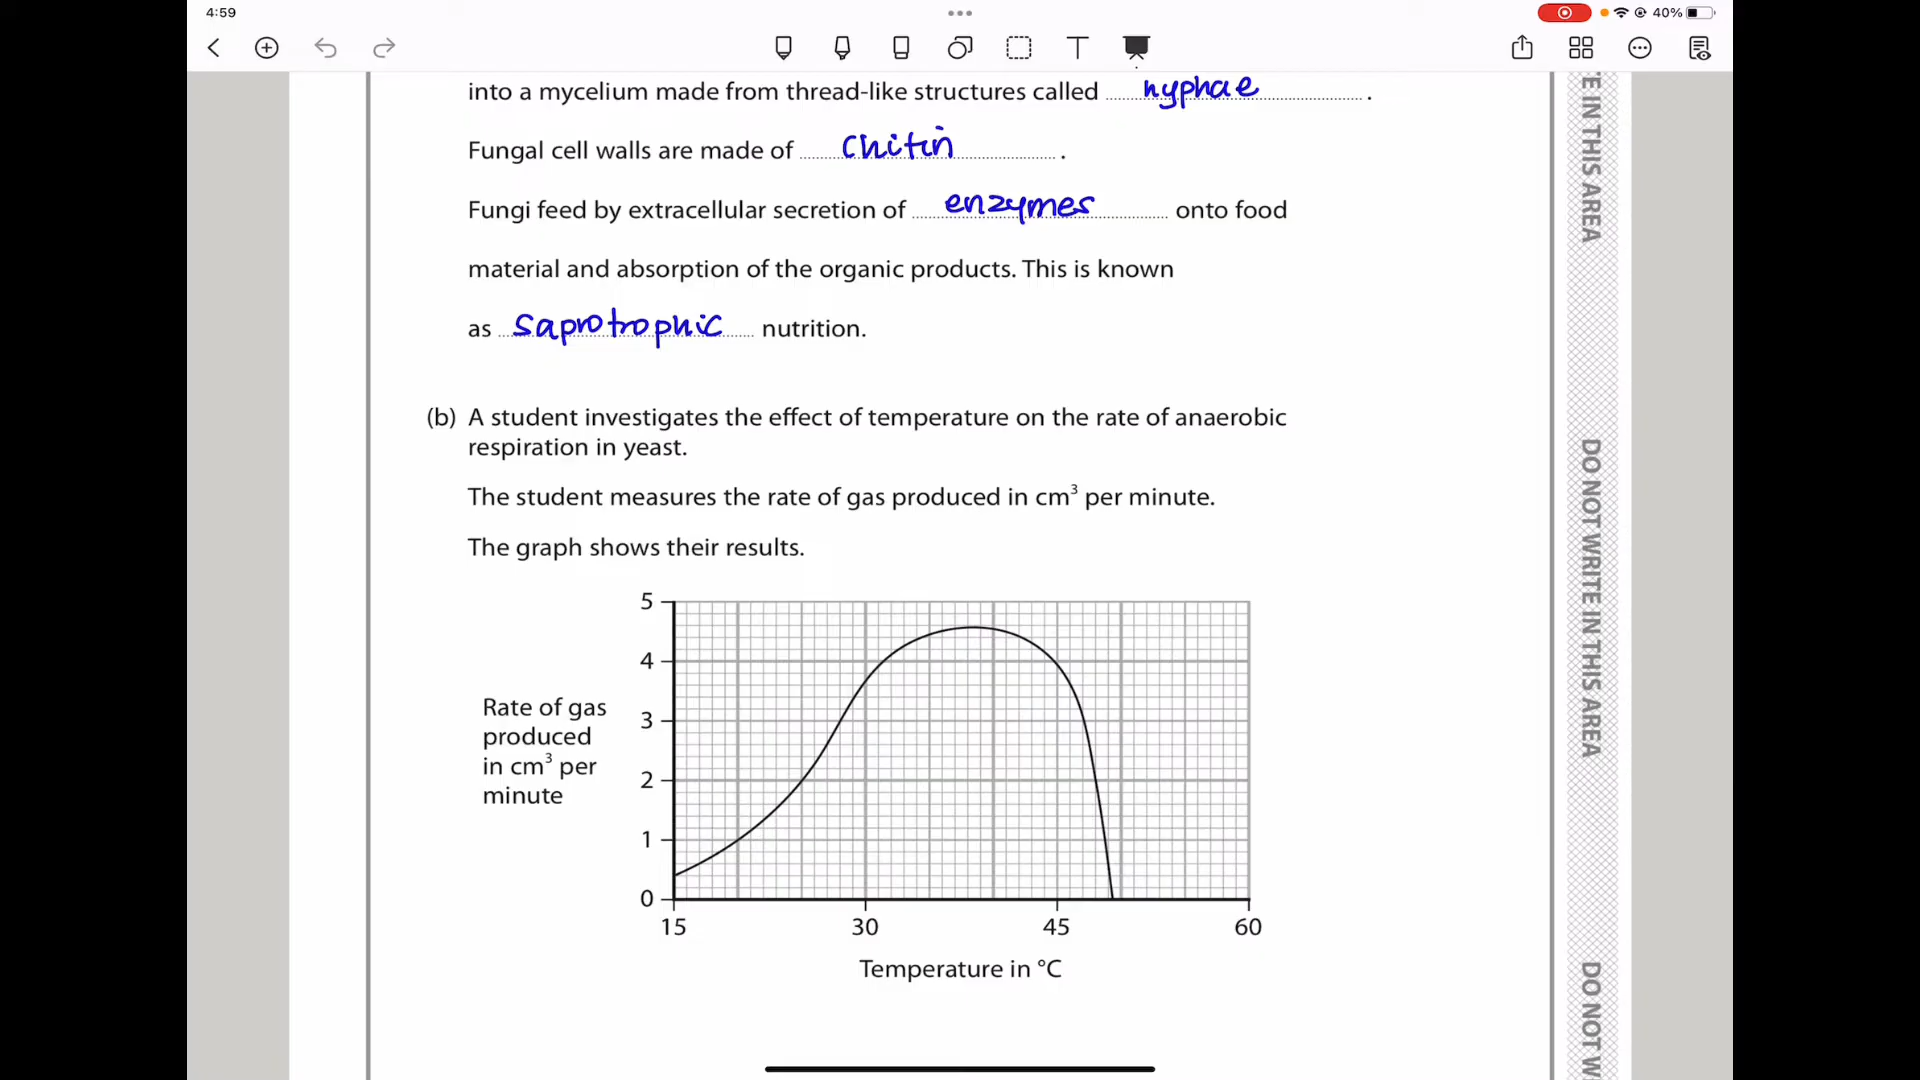 4:59
40%
into a mycelium made from thread-like structures called hyphae .
Fungal cell walls are made of chitin .
Fungi feed by extracellular secretion of enzymes onto food
material and absorption of the organic products. This is known
as saprotrophic nutrition.
(b) A student investigates the effect of temperature on the rate of anaerobic
respiration in yeast.
The student measures the rate of gas produced in cm³ per minute.
The graph shows their results.
5
4
3
2
1
0
Rate of gas
produced
in cm³ per
minute
15 30 45 60
Temperature in °C
TE IN THIS AREA
DO NOT WRITE IN THIS AREA
DO NOT W